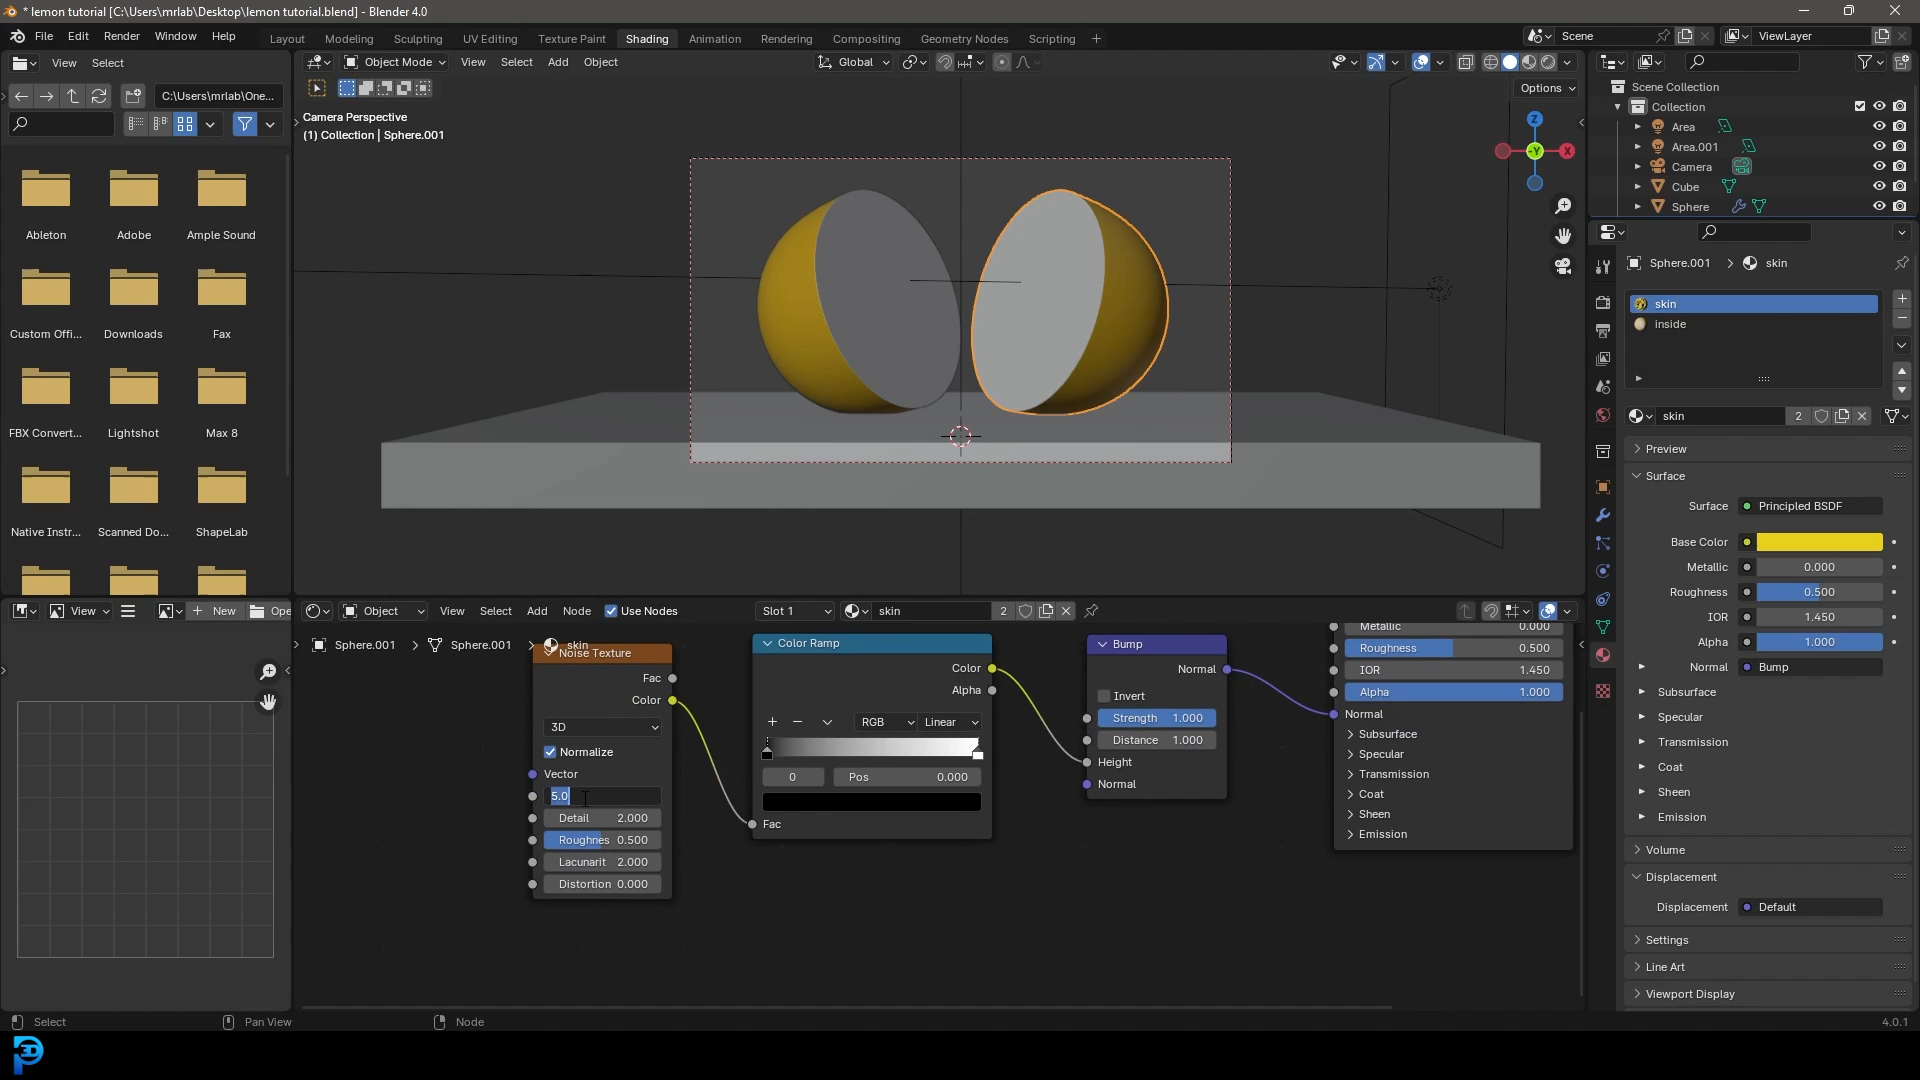 * lemon tutorial [C:\Users\mrlab\Desktop\lemon tutorial.blend] - Blender 4.0
File Edit Render Window Help
Layout Modeling Sculpting UV Editing Texture Paint Shading Animation Rendering Compositing Geometry Nodes Scripting
Scene
ViewLayer
View Select
C:\Users\mrlab\One...
Ableton Adobe Ample Sound
Custom Offi... Downloads Fax
FBX Convert... Lightshot Max 8
Native Instr... Scanned Do... ShapeLab
Object Mode View Select Add Object
Global
Options
Camera Perspective
(1) Collection | Sphere.001
Z
-Y
X
Scene Collection
Collection
Area
Area.001
Camera
Cube
Sphere
Sphere.001 skin
skin
inside
skin 2
Preview
Surface
Surface Principled BSDF
Base Color
Metallic 0.000
Roughness 0.500
IOR 1.450
Alpha 1.000
Normal Bump
Subsurface
Specular
Transmission
Coat
Sheen
Emission
Volume
Displacement
Displacement Default
Settings
Line Art
Viewport Display
View New Ope
Object View Select Add Node Use Nodes
Slot 1 skin 2
Sphere.001 Sphere.001 skin
Noise Texture
Fac
Color
3D
Normalize
Vector
5.0
Detail 2.000
Roughnes 0.500
Lacunarit 2.000
Distortion 0.000
Color Ramp
Color
Alpha
RGB Linear
0 Pos 0.000
Fac
Bump
Normal
Invert
Strength 1.000
Distance 1.000
Height
Normal
Metallic 0.000
Roughness 0.500
IOR 1.450
Alpha 1.000
Normal
Subsurface
Specular
Transmission
Coat
Sheen
Emission
Select Pan View Node
4.0.1